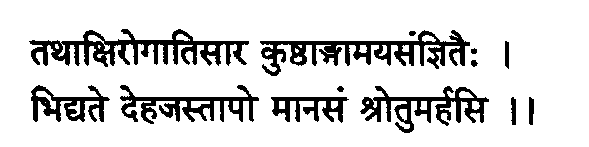 तथाक्षिरोगातिसार कुष्ठाङ्गामयसंज्ञितैः ।
भिद्यते देहजस्तापो मानसं श्रोतुमर्हसि ।।